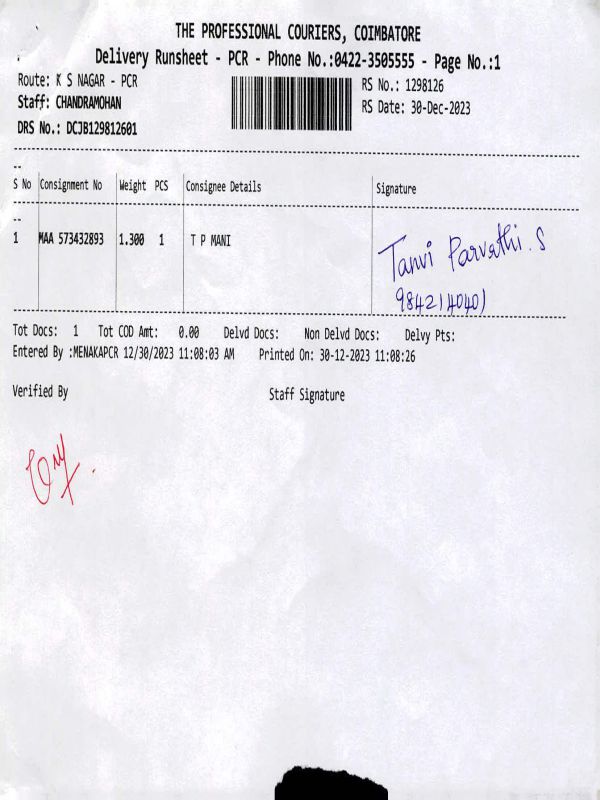 THE PROFESSIONAL COURIERS, COIMBATORE
Delivery Runsheet - PCR - Phone No.:0422-3505555 - Page No.:1
Route: K S NAGAR - PCR
RS No.: 1298126
Staff: CHANDRAMOHAN
RS Date: 30-Dec-2023
DRS No.: DCJB129812601
--
S No Consignment No Weight PCS Consignee Details Signature
--
1 MAA 573432893 1.300 1 T P MANI
Tanvi Parvathi. S
9842140401
Tot Docs: 1 Tot COD Amt: 0.00 Delvd Docs: Non Delvd Docs: Delvy Pts:
Entered By :MENAKAPCR 12/30/2023 11:08:03 AM Printed On: 30-12-2023 11:08:26
Verified By Staff Signature